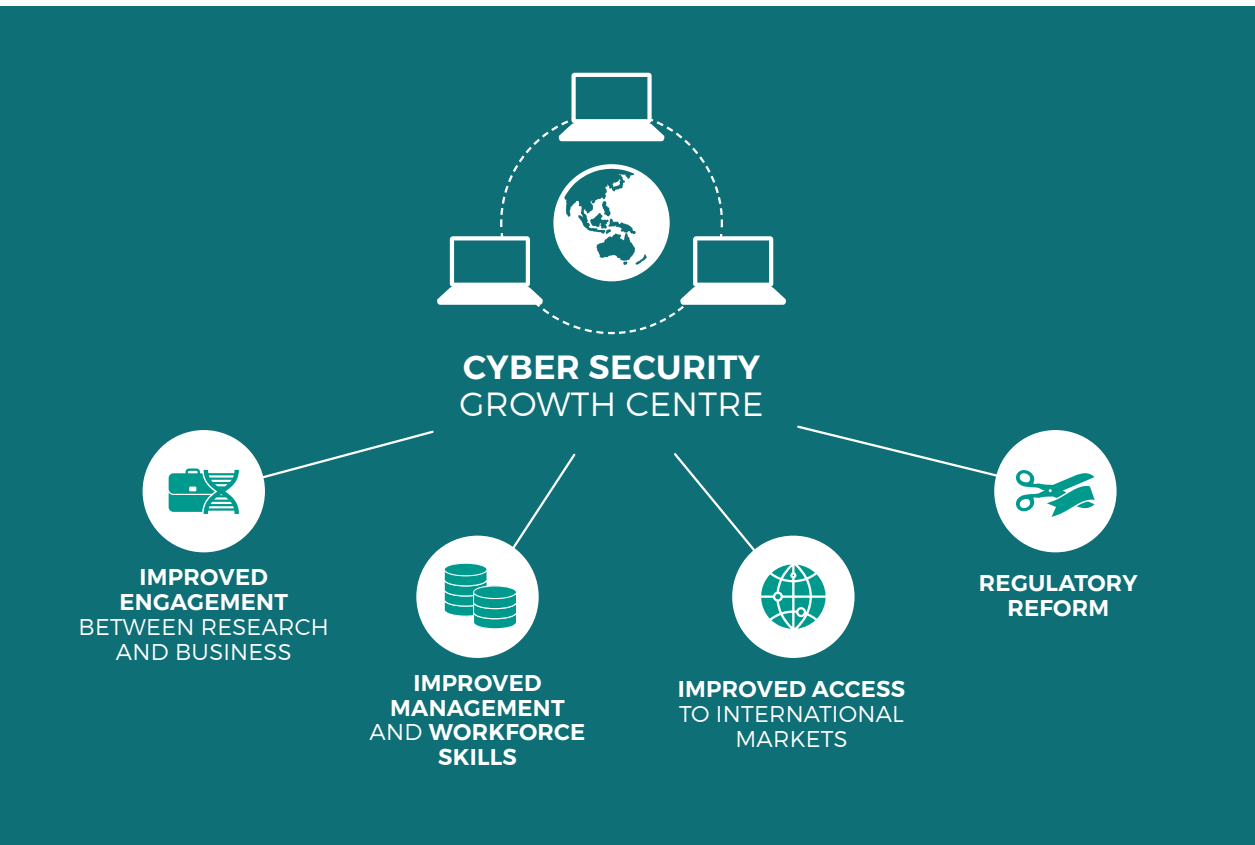 CYBER SECURITY
GROWTH CENTRE
IMPROVED
ENGAGEMENT
BETWEEN RESEARCH
AND BUSINESS
IMPROVED
MANAGEMENT
AND WORKFORCE
SKILLS
IMPROVED ACCESS
TO INTERNATIONAL
MARKETS
REGULATORY
REFORM